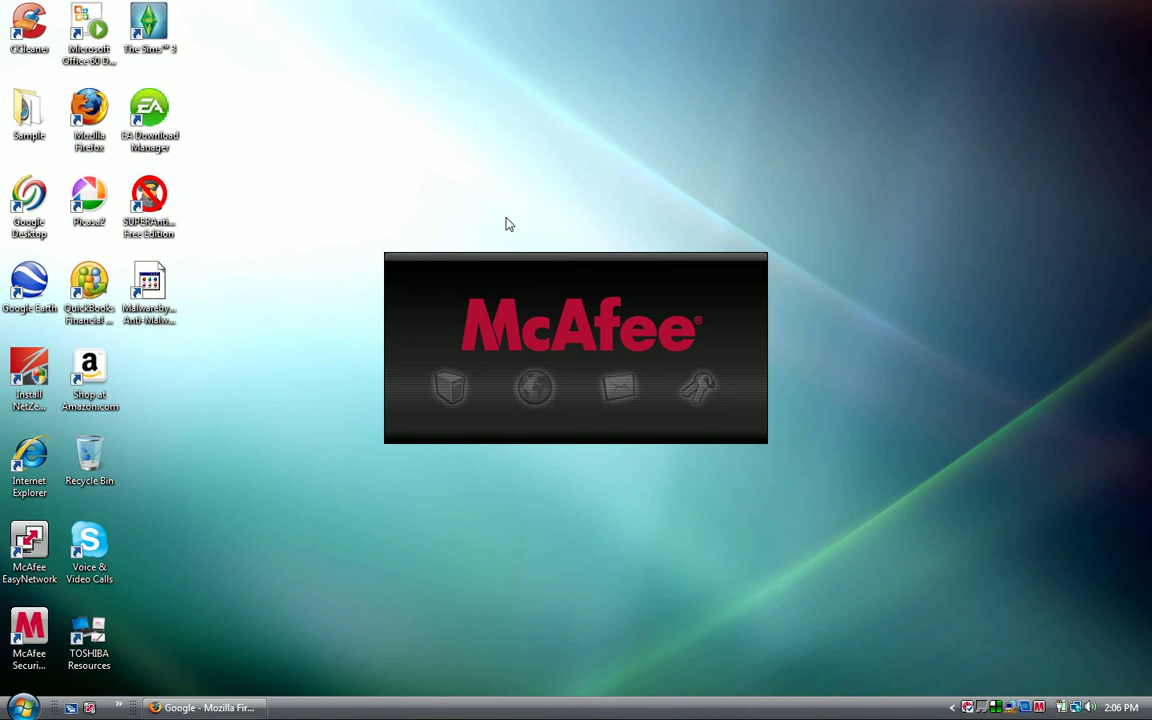 CCleaner
Microsoft
Office 60 D...
The Sims™ 3
Sample
Mozilla
Firefox
EA
EA Download
Manager
Google
Desktop
Picasa2
SUPERAnti...
Free Edition
Google Earth
QuickBooks
Financial ...
Malwareby...
Anti-Malw...
McAfee®
Install
NetZe...
a
Shop at
Amazon.com
Internet
Explorer
Recycle Bin
McAfee
EasyNetwork
S
Voice &
Video Calls
M
McAfee
Securi...
TOSHIBA
Resources
»
Google - Mozilla Fir...
<
M
2:06 PM